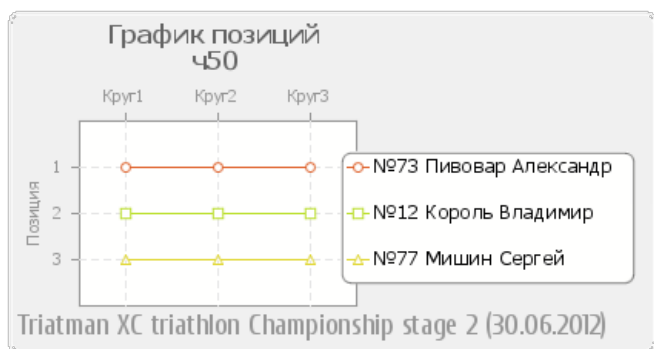 График позиций
ч50
Круг1 Круг2 Круг3
Позиция
1
2
3
№73 Пивовар Александр
№12 Король Владимир
№77 Мишин Сергей
Triatman XC triathlon Championship stage 2 (30.06.2012)